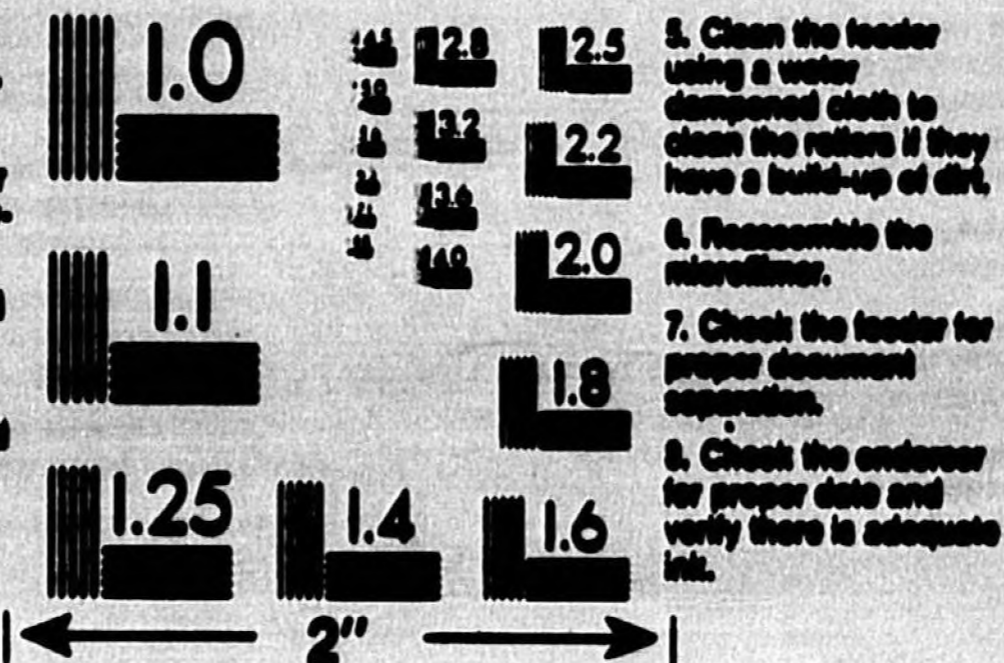 1.0
2.8
2.5
3.2
2.2
3.6
2.0
4.0
1.1
1.8
1.25
1.4
1.6
2"
5. Clean the feeder
using a water
dampened cloth to
clean the rollers if they
have a build-up of dirt.
6. Reassemble the
microfilmer.
7. Check the feeder for
proper document
separation.
8. Check the endorser
for proper date and
verify there is adequate
ink.